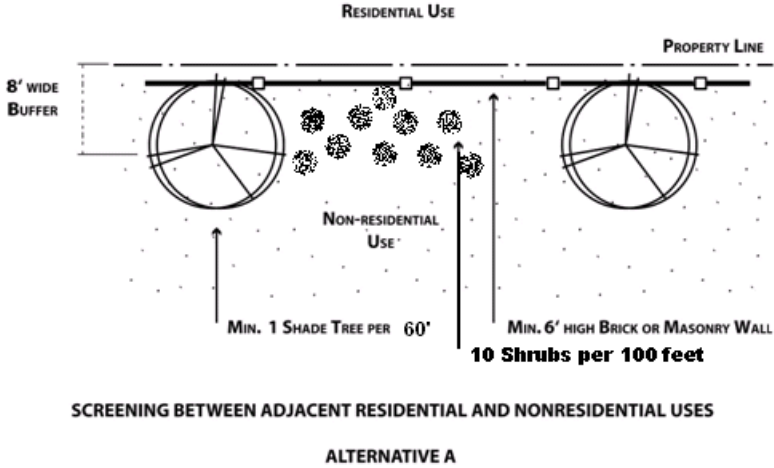 RESIDENTIAL USE
PROPERTY LINE
8' WIDE
BUFFER
NON-RESIDENTIAL
USE
MIN. 1 SHADE TREE PER 60'
MIN. 6' HIGH BRICK OR MASONRY WALL
10 Shrubs per 100 feet
SCREENING BETWEEN ADJACENT RESIDENTIAL AND NONRESIDENTIAL USES
ALTERNATIVE A